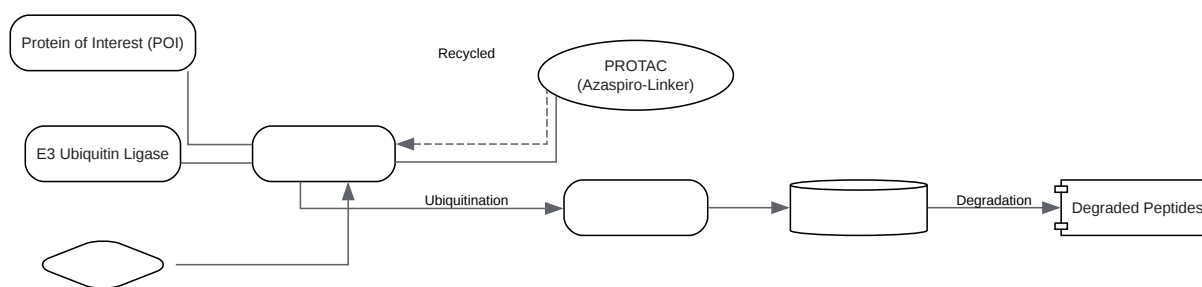 Protein of Interest (POI)
Recycled
PROTAC
(Azaspiro-Linker)
E3 Ubiquitin Ligase
Ubiquitination
Degradation
Degraded Peptides